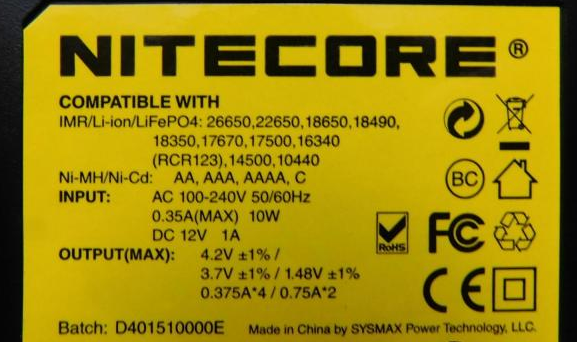 NITECORE®
COMPATIBLE WITH
IMR/Li-ion/LiFePO4: 26650,22650,18650,18490,
18350,17670,17500,16340
(RCR123),14500,10440
Ni-MH/Ni-Cd: AA, AAA, AAAA, C
INPUT: AC 100-240V 50/60Hz
0.35A(MAX) 10W
DC 12V 1A
OUTPUT(MAX): 4.2V ±1% /
3.7V ±1% / 1.48V ±1%
0.375A*4 / 0.75A*2
BC
RoHS FC
CE
Batch: D401510000E Made in China by SYSMAX Power Technology, LLC.